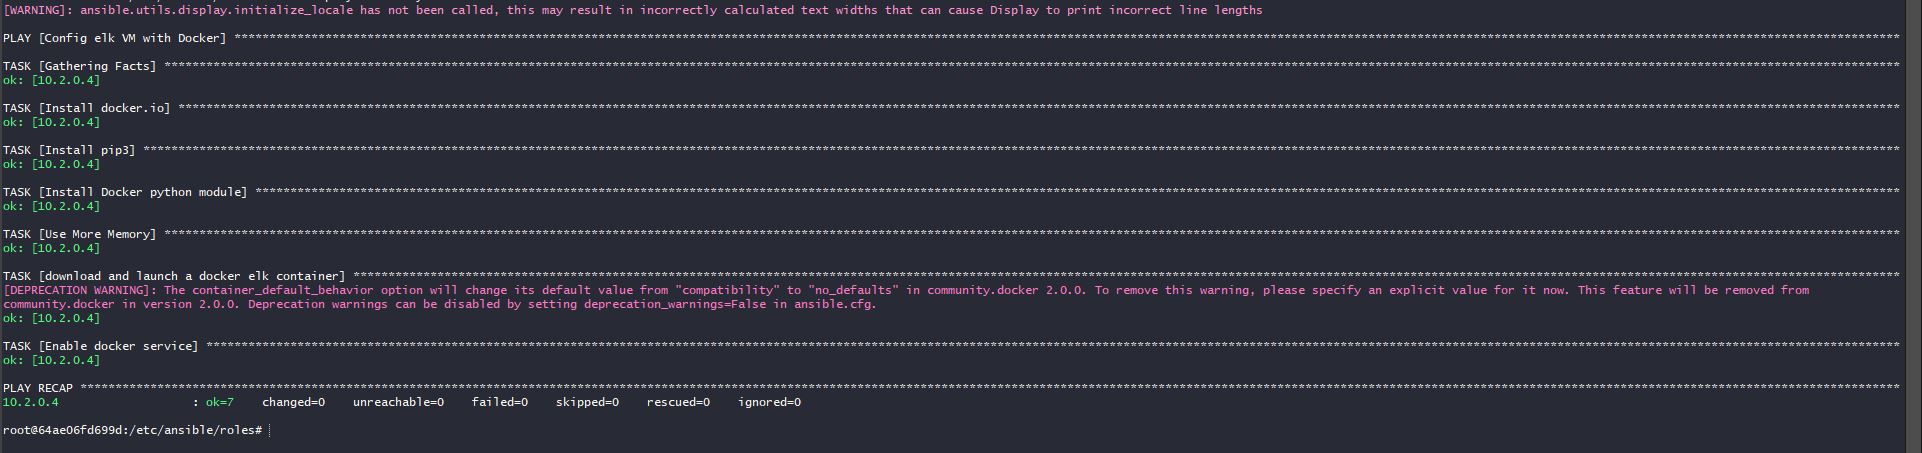 [WARNING]: ansible.utils.display.initialize_locale has not been called, this may result in incorrectly calculated text widths that can cause Display to print incorrect line lengths
PLAY [Config elk VM with Docker] ****************************************************************************************************
TASK [Gathering Facts] ****************************************************************************************************
ok: [10.2.0.4]
TASK [Install docker.io] ****************************************************************************************************
ok: [10.2.0.4]
TASK [Install pip3] ****************************************************************************************************
ok: [10.2.0.4]
TASK [Install Docker python module] ****************************************************************************************************
ok: [10.2.0.4]
TASK [Use More Memory] ****************************************************************************************************
ok: [10.2.0.4]
TASK [download and launch a docker elk container] ****************************************************************************************************
[DEPRECATION WARNING]: The container_default_behavior option will change its default value from "compatibility" to "no_defaults" in community.docker 2.0.0. To remove this warning, please specify an explicit value for it now. This feature will be removed from
community.docker in version 2.0.0. Deprecation warnings can be disabled by setting deprecation_warnings=False in ansible.cfg.
ok: [10.2.0.4]
TASK [Enable docker service] ****************************************************************************************************
ok: [10.2.0.4]
PLAY RECAP ****************************************************************************************************
10.2.0.4 : ok=7 changed=0 unreachable=0 failed=0 skipped=0 rescued=0 ignored=0
root@64ae06fd699d:/etc/ansible/roles#